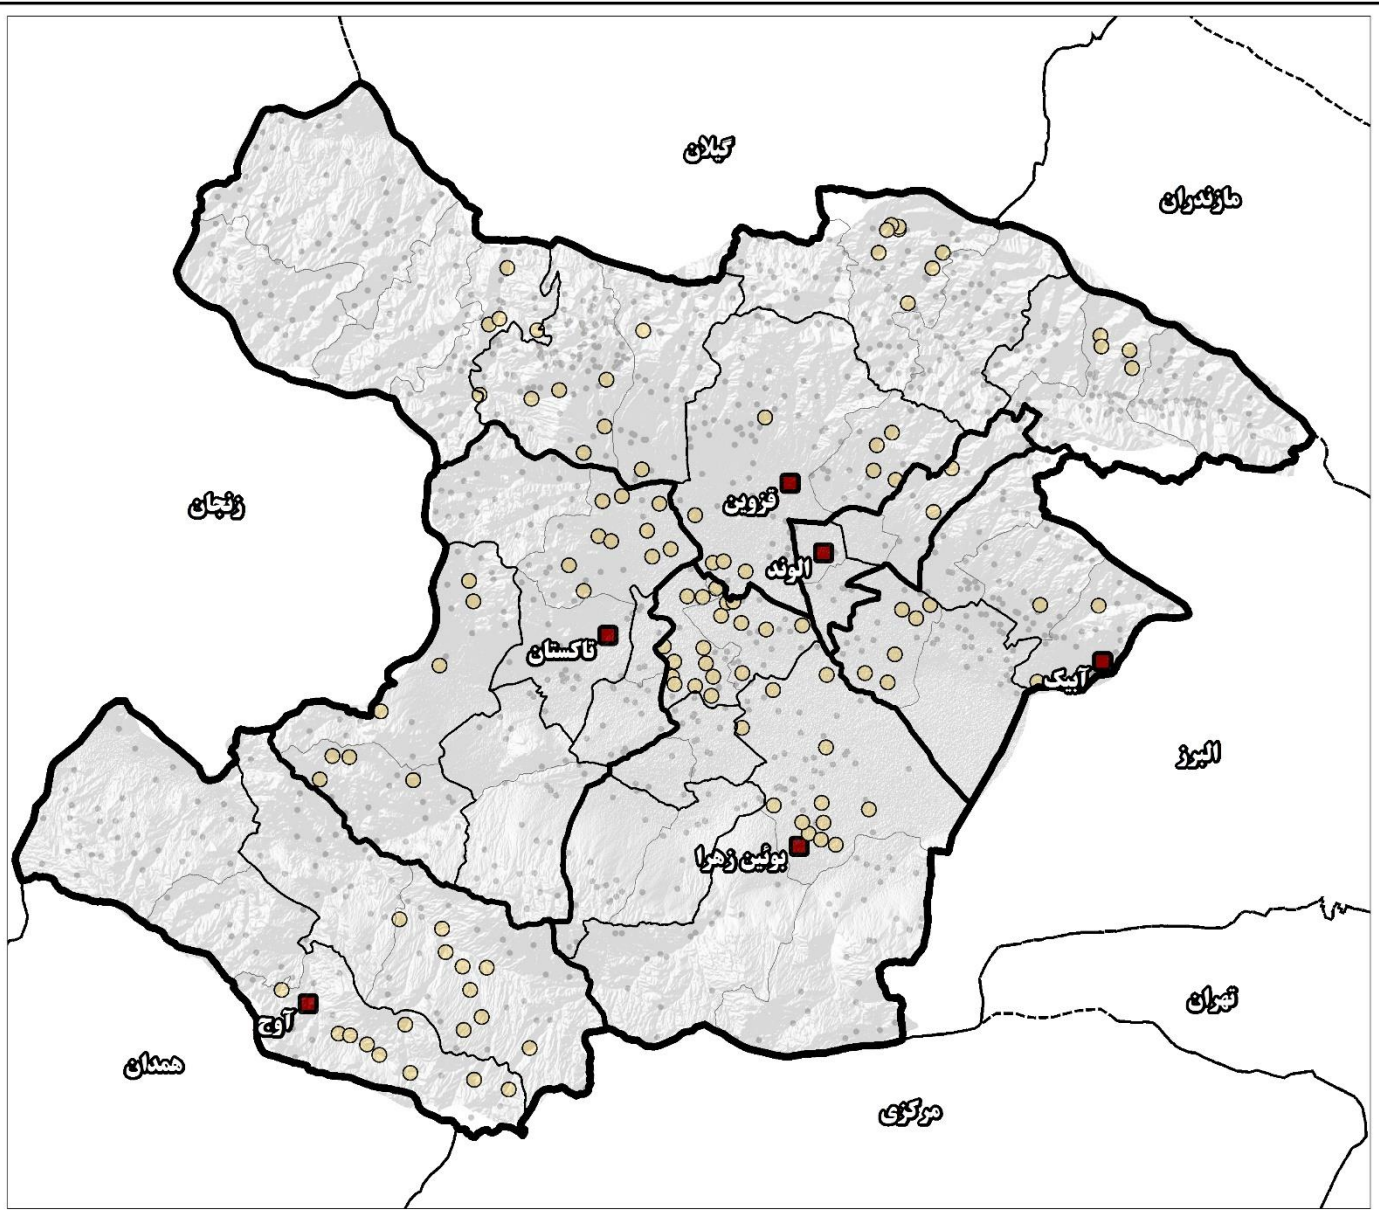 گیلان
مازندران
قزوین
زنجان
الوند
تاکستان
آبیک
البرز
بوئین زهرا
تهران
آوج
همدان
مرکزی